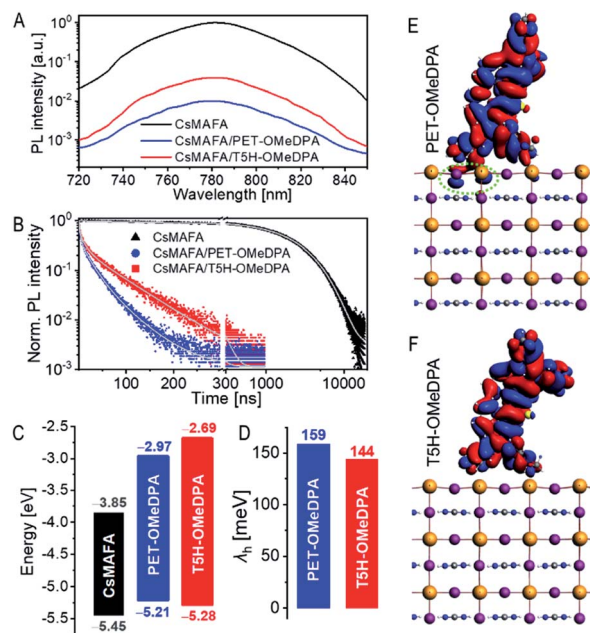 A
PL intensity [a.u.]
10⁰
10⁻¹
10⁻²
10⁻³
CsMAFA
CsMAFA/PET-OMeDPA
CsMAFA/T5H-OMeDPA
720 740 760 780 800 820 840
Wavelength [nm]
B
Norm. PL intensity
10⁰
10⁻¹
10⁻²
10⁻³
CsMAFA
CsMAFA/PET-OMeDPA
CsMAFA/T5H-OMeDPA
100 200 300 1000 10000
Time [ns]
C
Energy [eV]
-2.5
-3.0
-3.5
-4.0
-4.5
-5.0
-5.5
-3.85
CsMAFA
-5.45
-2.97
PET-OMeDPA
-5.21
-2.69
T5H-OMeDPA
-5.28
D
λh [meV]
150
100
50
0
159
PET-OMeDPA
144
T5H-OMeDPA
E
PET-OMeDPA
F
T5H-OMeDPA